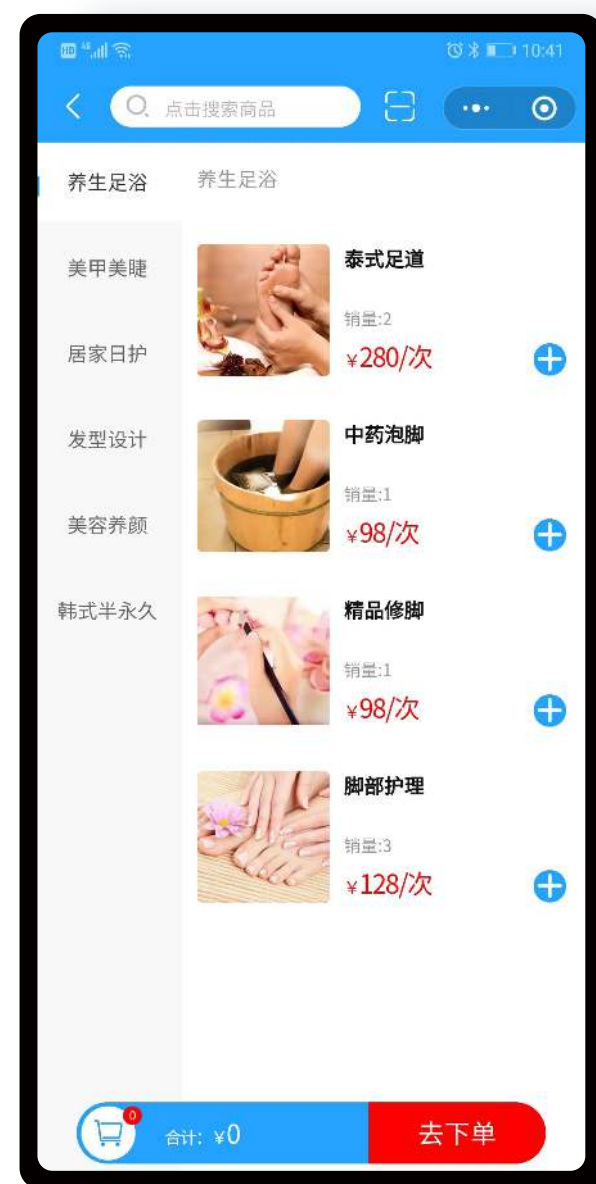 HD 4G 10:41
点击搜索商品
养生足浴
美甲美睫
居家日护
发型设计
美容养颜
韩式半永久
养生足浴
泰式足道
销量:2
¥280/次
中药泡脚
销量:1
¥98/次
精品修脚
销量:1
¥98/次
脚部护理
销量:3
¥128/次
0
合计: ¥0
去下单